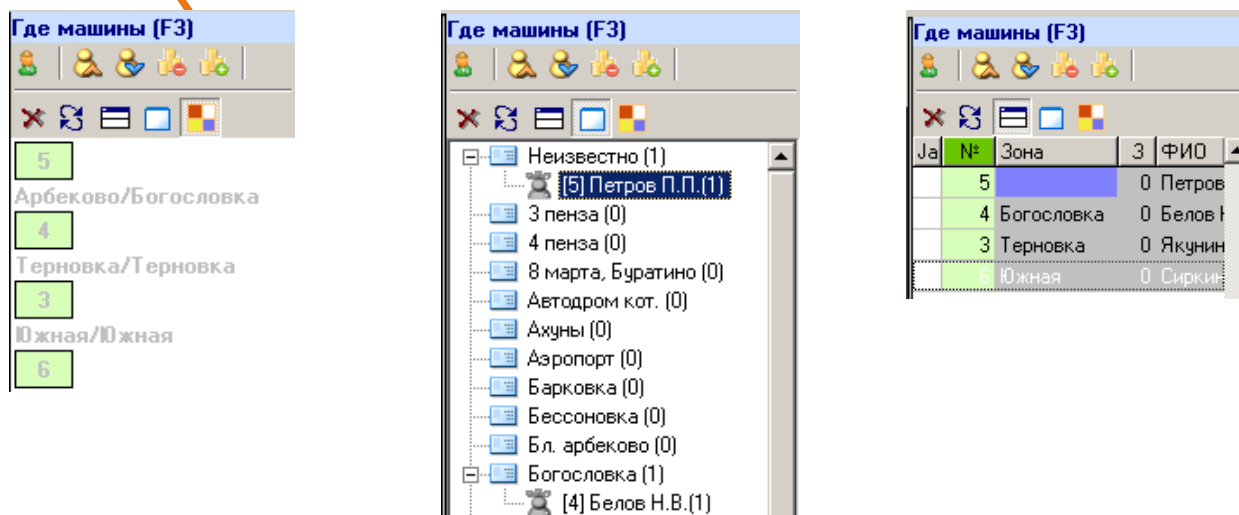 Где машины (F3)
5
Арбеково/Богословка
4
Терновка/Терновка
3
Южная/Южная
6
Где машины (F3)
Неизвестно (1)
[5] Петров П.П.(1)
3 пенза (0)
4 пенза (0)
8 марта, Буратино (0)
Автодром кот. (0)
Ахуны (0)
Аэропорт (0)
Барковка (0)
Бессоновка (0)
Бл. арбеково (0)
Богословка (1)
[4] Белов Н.В.(1)
Где машины (F3)
Ja № Зона З ФИО
5 0 Петров
4 Богословка 0 Белов
3 Терновка 0 Якунин
6 Южная 0 Сиркин